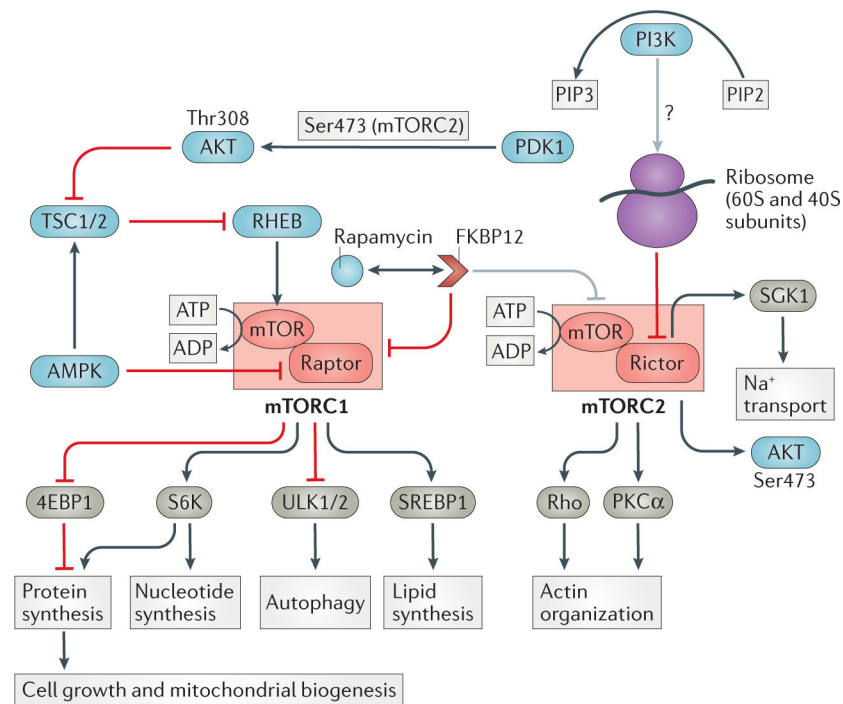 PI3K
PIP3
PIP2
?
Thr308
AKT
Ser473 (mTORC2)
PDK1
Ribosome
(60S and 40S
subunits)
TSC1/2
RHEB
Rapamycin
FKBP12
ATP
ADP
mTOR
Raptor
mTORC1
AMPK
ATP
ADP
mTOR
Rictor
mTORC2
SGK1
Na⁺
transport
AKT
Ser473
4EBP1
S6K
ULK1/2
SREBP1
Rho
PKCα
Protein
synthesis
Nucleotide
synthesis
Autophagy
Lipid
synthesis
Actin
organization
Cell growth and mitochondrial biogenesis